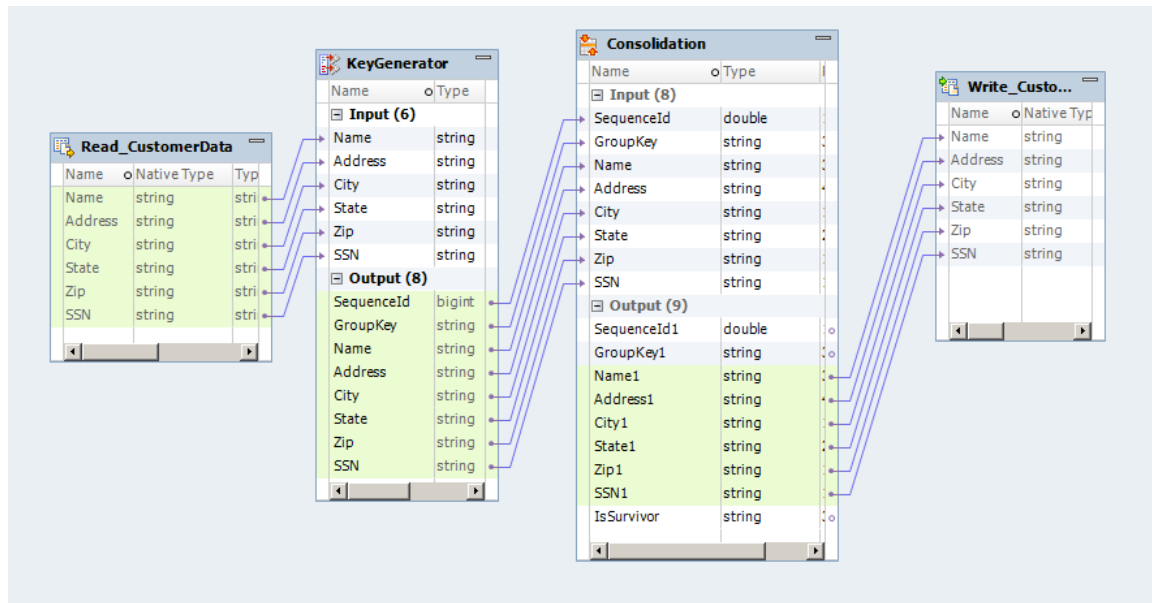 Read_CustomerData
Name Native Type Typ
Name string stri
Address string stri
City string stri
State string stri
Zip string stri
SSN string stri
KeyGenerator
Name Type
Input (6)
Name string
Address string
City string
State string
Zip string
SSN string
Output (8)
SequenceId bigint
GroupKey string
Name string
Address string
City string
State string
Zip string
SSN string
Consolidation
Name Type
Input (8)
SequenceId double
GroupKey string
Name string
Address string
City string
State string
Zip string
SSN string
Output (9)
SequenceId1 double
GroupKey1 string
Name1 string
Address1 string
City1 string
State1 string
Zip1 string
SSN1 string
IsSurvivor string
Write_Custo...
Name Native Typ
Name string
Address string
City string
State string
Zip string
SSN string